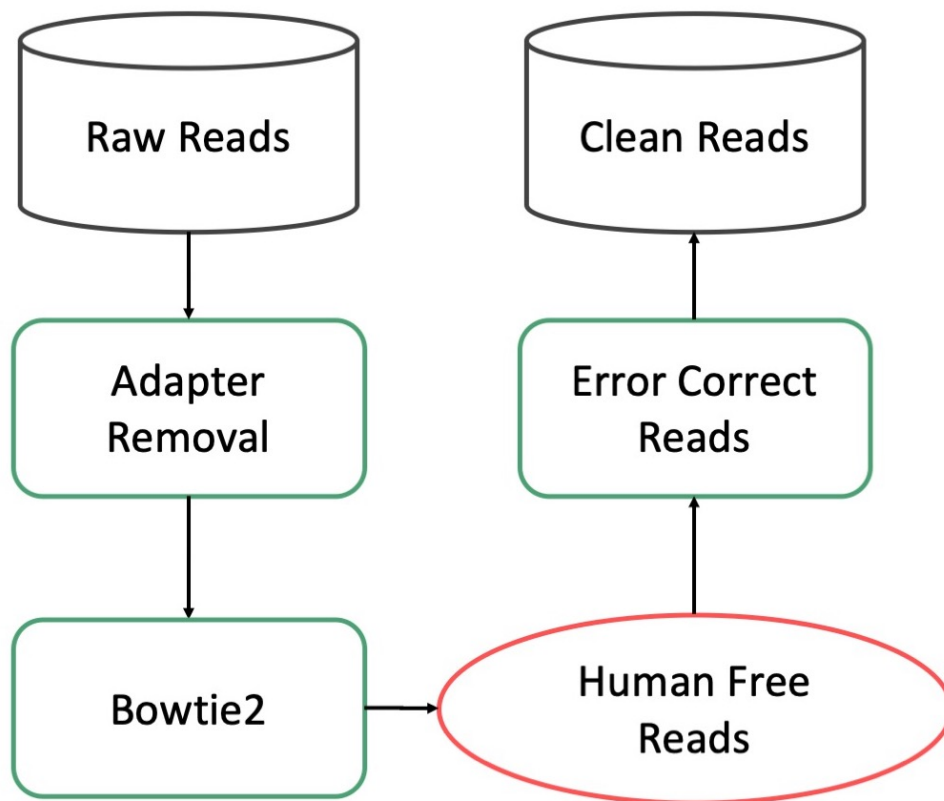 Raw Reads
Adapter
Removal
Bowtie2
Human Free
Reads
Error Correct
Reads
Clean Reads